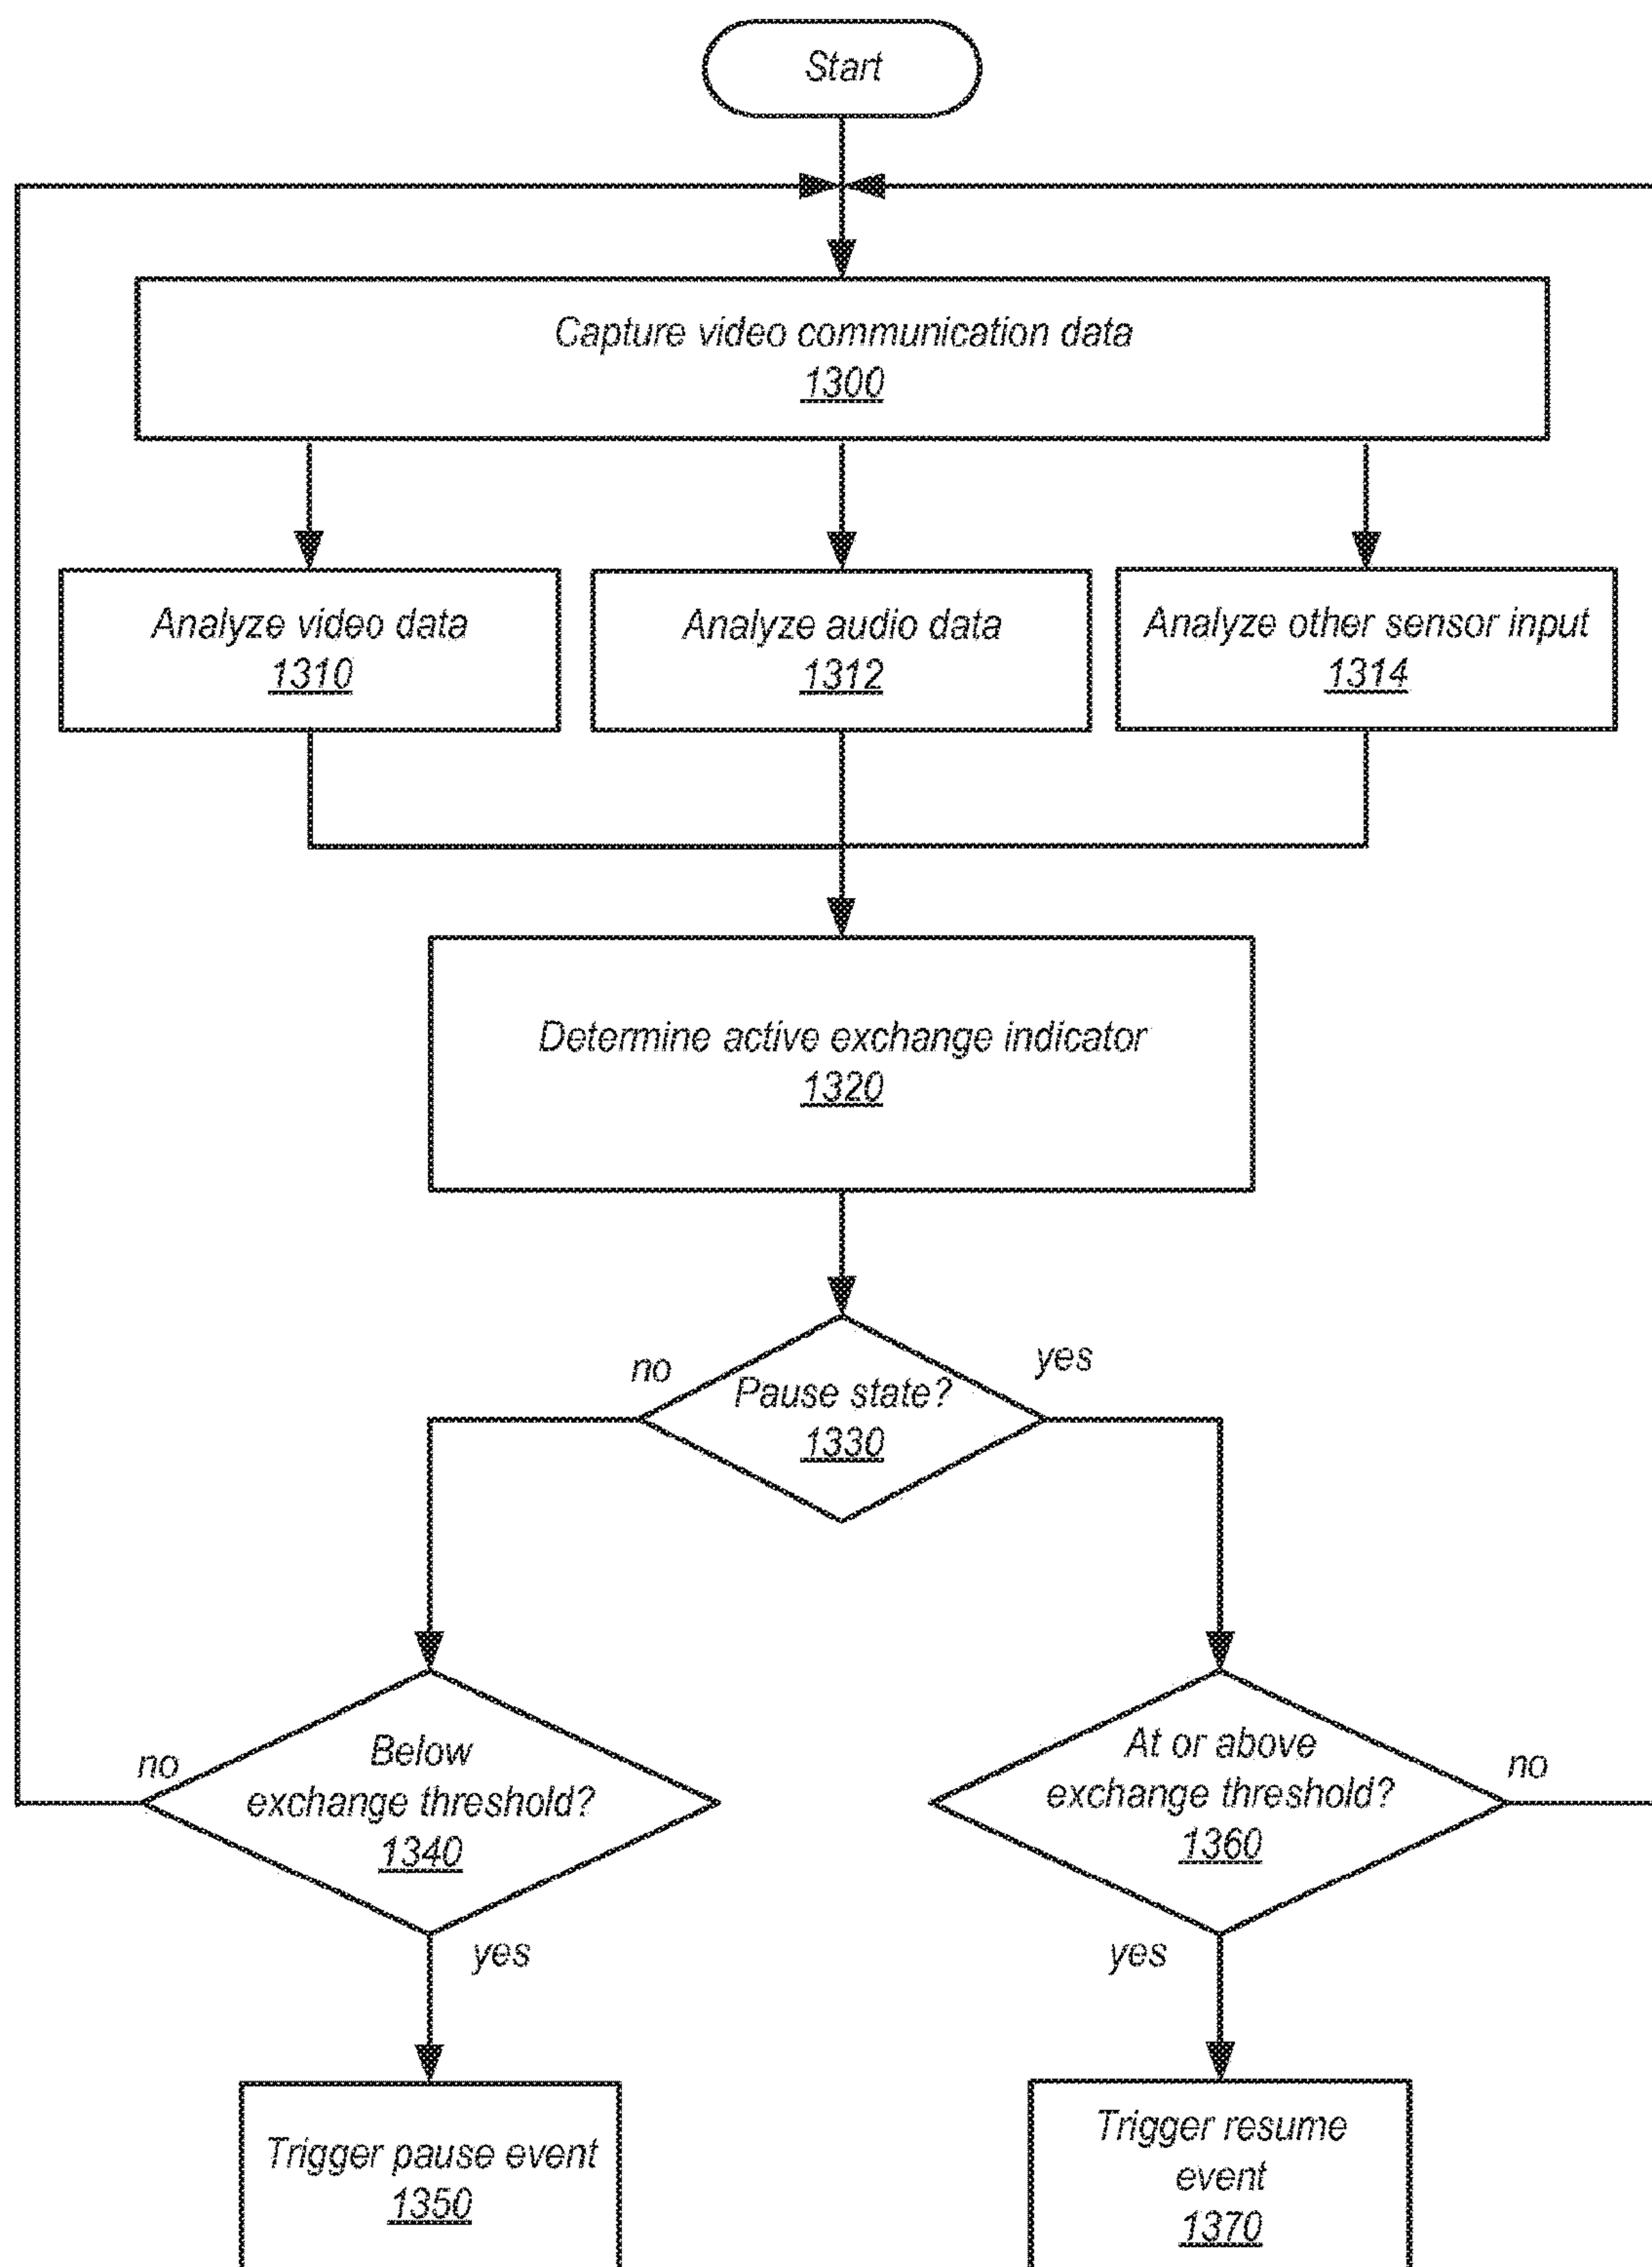 Start
Capture video communication data
1300
Analyze video data
1310
Analyze audio data
1312
Analyze other sensor input
1314
Determine active exchange indicator
1320
no
yes
Pause state?
1330
no
Below
exchange threshold?
1340
yes
At or above
exchange threshold?
1360
no
yes
Trigger pause event
1350
Trigger resume
event
1370